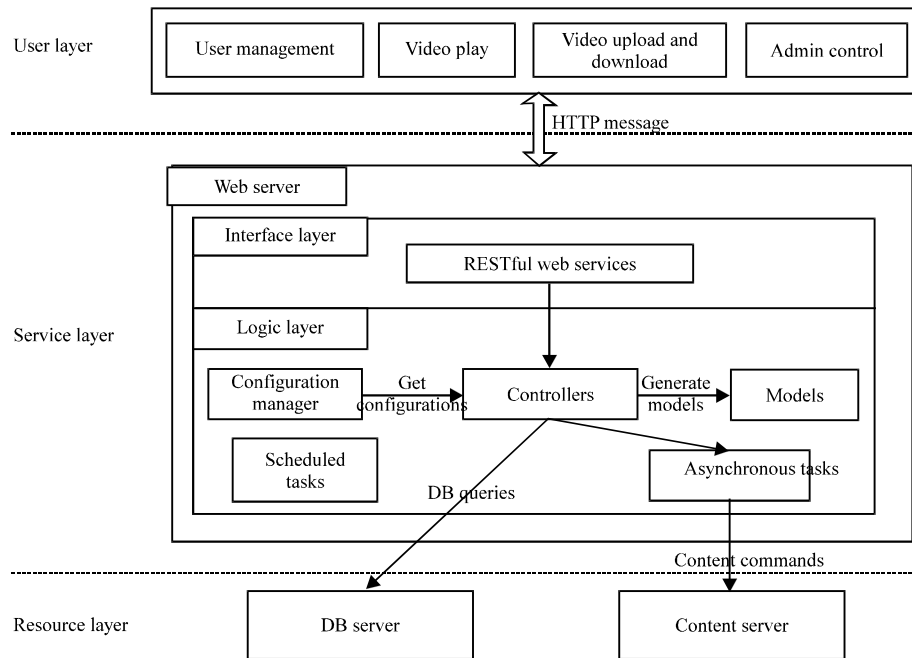 User layer
User management
Video play
Video upload and
download
Admin control
HTTP message
Web server
Interface layer
RESTful web services
Service layer
Logic layer
Configuration
manager
Get
configurations
Controllers
Generate
models
Models
Scheduled
tasks
Asynchronous tasks
DB queries
Content commands
Resource layer
DB server
Content server